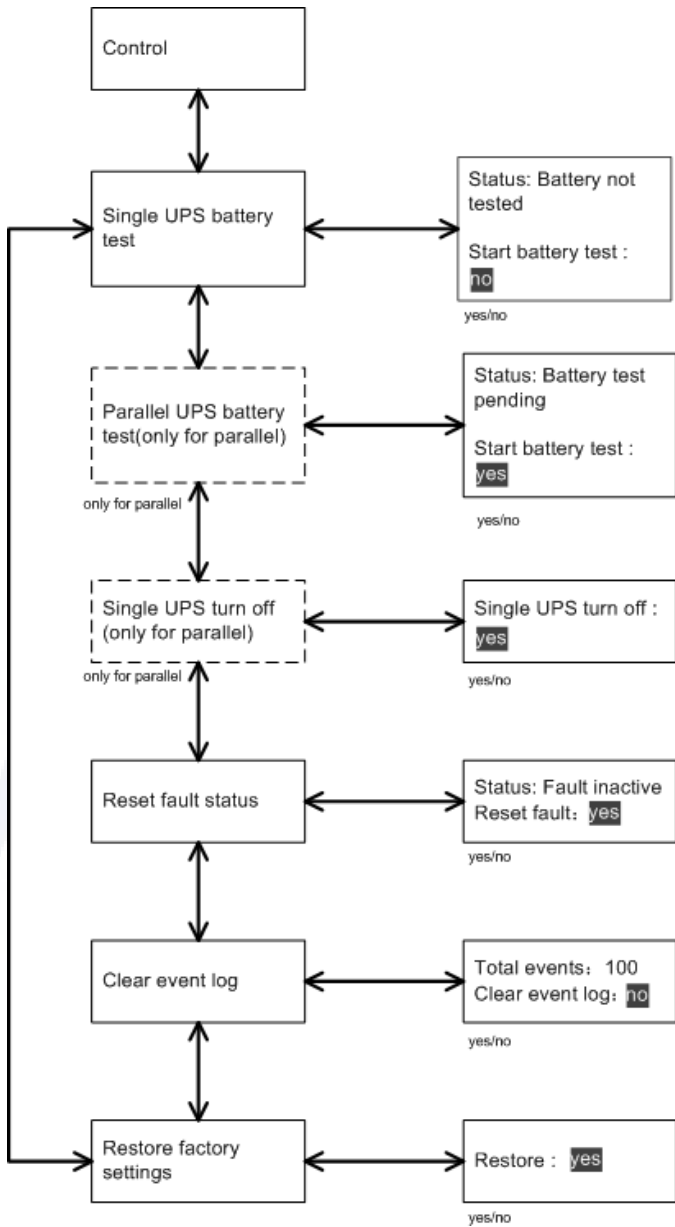 Control
Single UPS battery
test
Status: Battery not
tested
Start battery test :
no
yes/no
Parallel UPS battery
test(only for parallel)
only for parallel
Status: Battery test
pending
Start battery test :
yes
yes/no
Single UPS turn off
(only for parallel)
only for parallel
Single UPS turn off :
yes
yes/no
Reset fault status
Status: Fault inactive
Reset fault：yes
yes/no
Clear event log
Total events：100
Clear event log：no
yes/no
Restore factory
settings
Restore : yes
yes/no